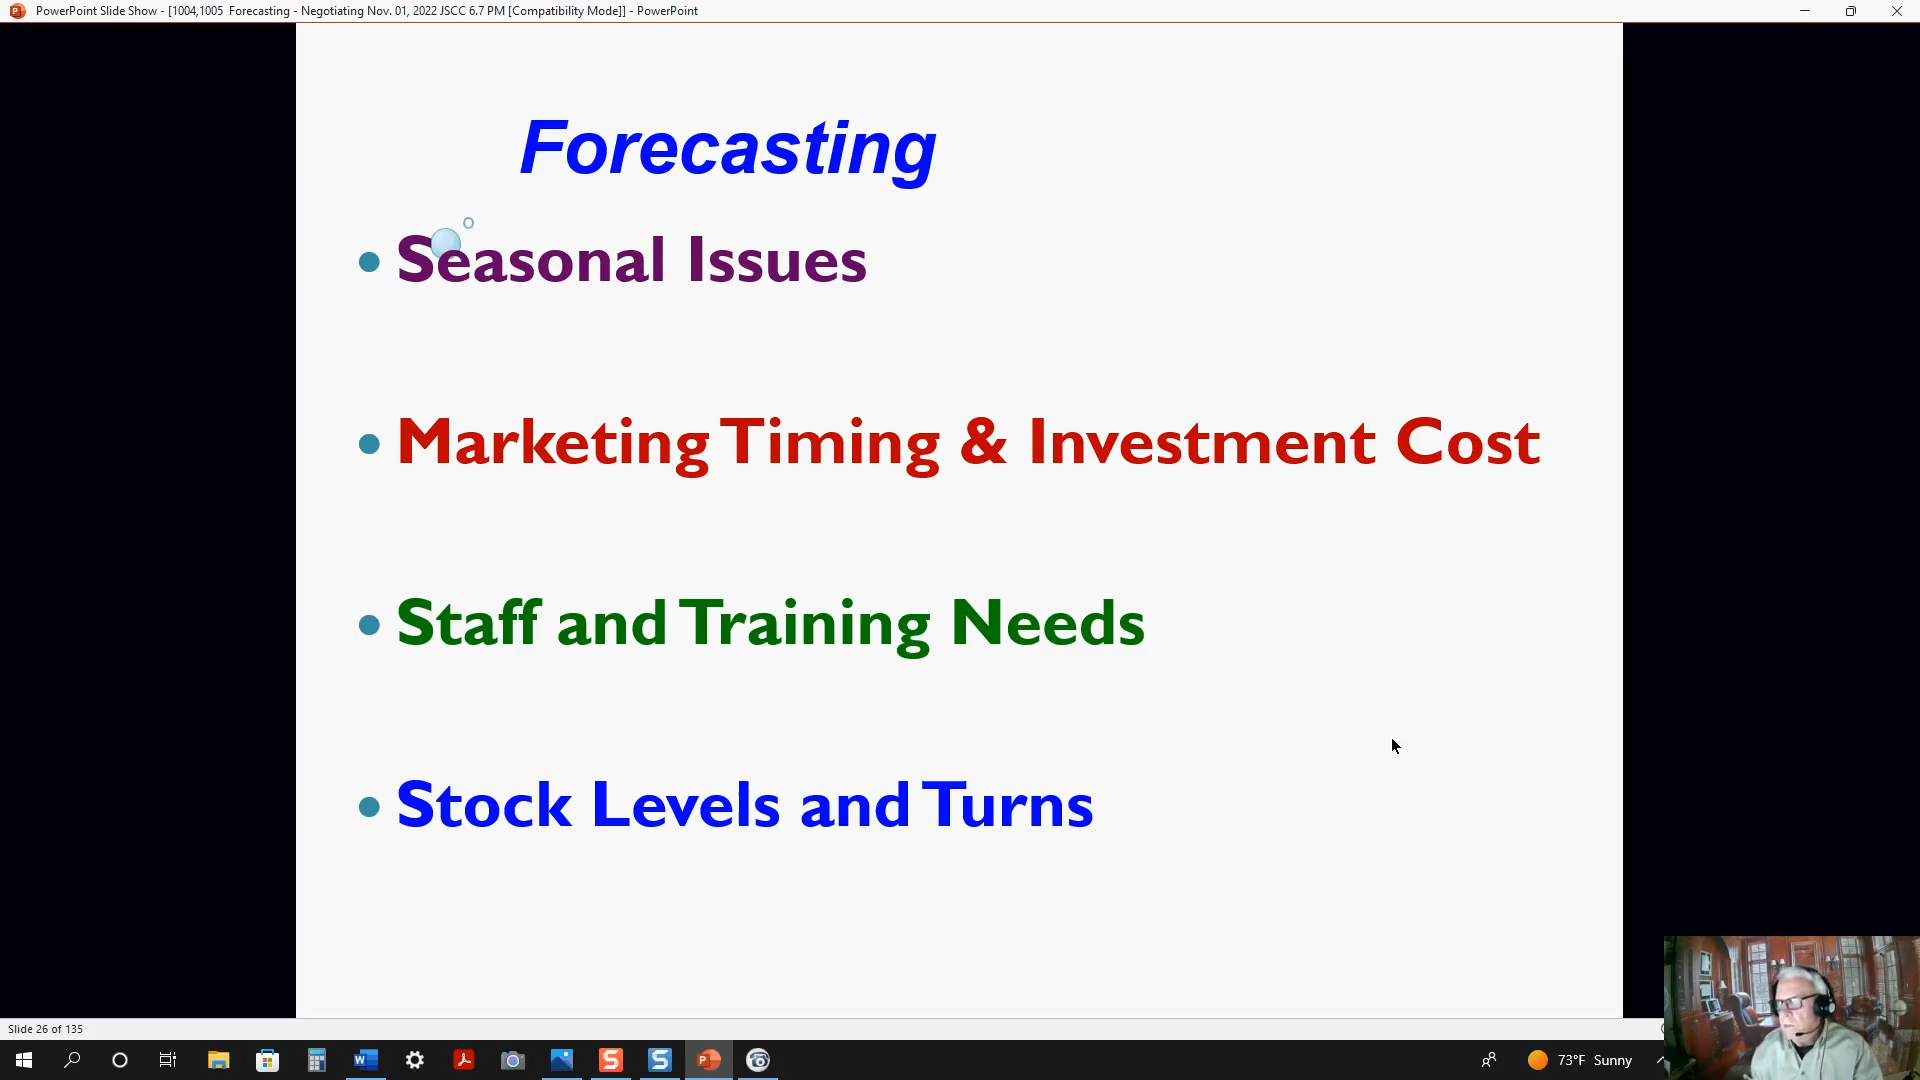 PowerPoint Slide Show - [1004,1005  Forecasting - Negotiating Nov. 01, 2022 JSCC 6.7 PM [Compatibility Mode]] - PowerPoint
Forecasting
Seasonal Issues
Marketing Timing & Investment Cost
Staff and Training Needs
Stock Levels and Turns
Slide 26 of 135
73°F Sunny